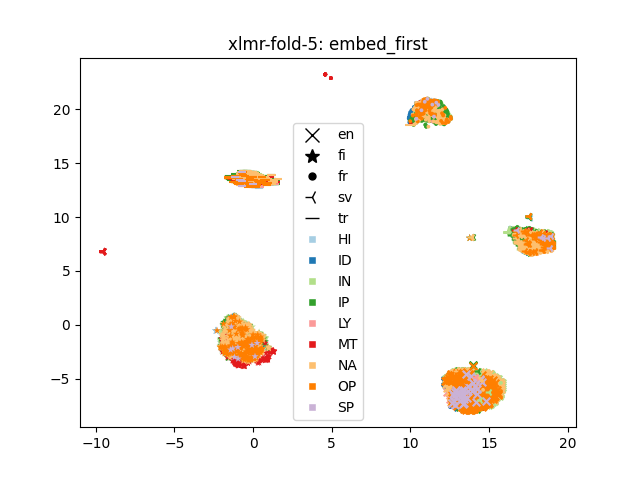 xlmr-fold-5: embed_first
20
15
10
5
0
−5
−10
−5
0
5
10
15
20
en
fi
fr
sv
tr
HI
ID
IN
IP
LY
MT
NA
OP
SP